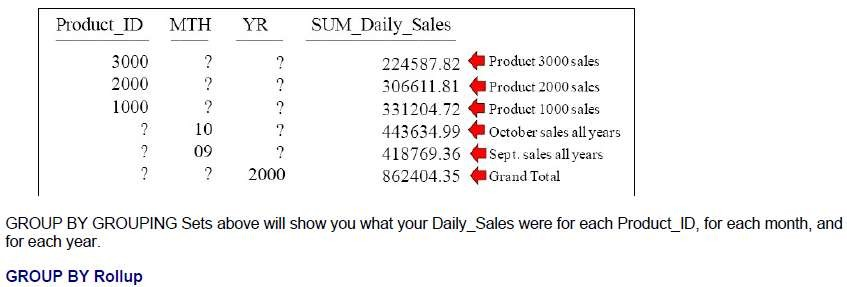 Product_ID MTH YR SUM_Daily_Sales
3000 ? ? 224587.82 Product 3000 sales
2000 ? ? 306611.81 Product 2000 sales
1000 ? ? 331204.72 Product 1000 sales
? 10 ? 443634.99 October sales all years
? 09 ? 418769.36 Sept. sales all years
? ? 2000 862404.35 Grand Total
GROUP BY GROUPING Sets above will show you what your Daily_Sales were for each Product_ID, for each month, and
for each year.
GROUP BY Rollup